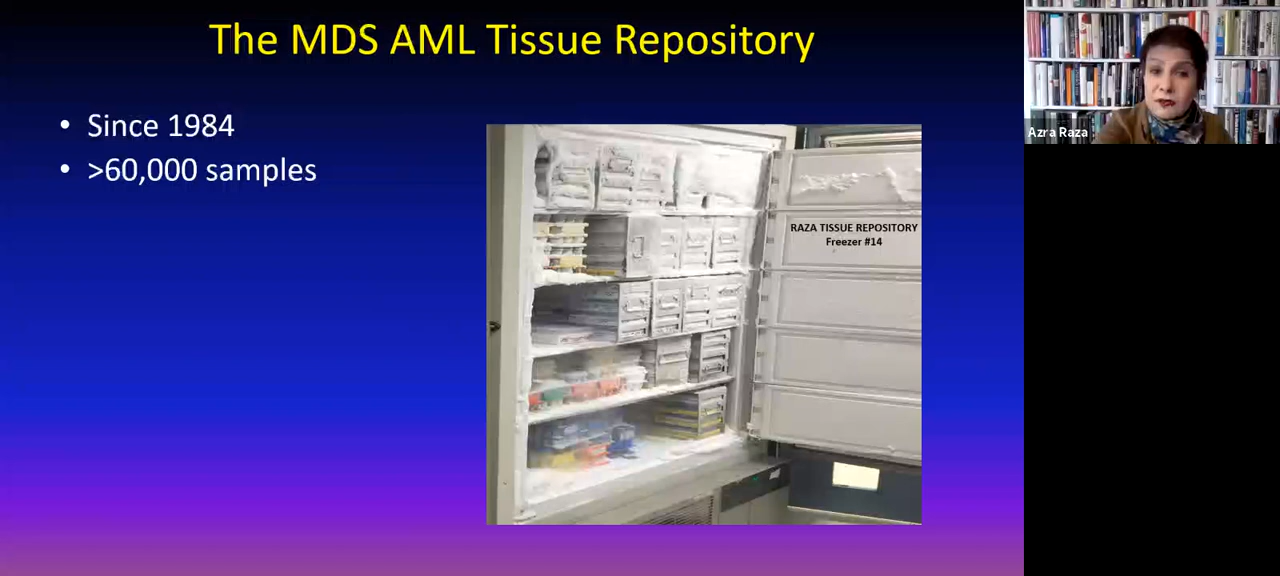 The MDS AML Tissue Repository
• Since 1984
• >60,000 samples
RAZA TISSUE REPOSITORY
Freezer #14
Azra Raza